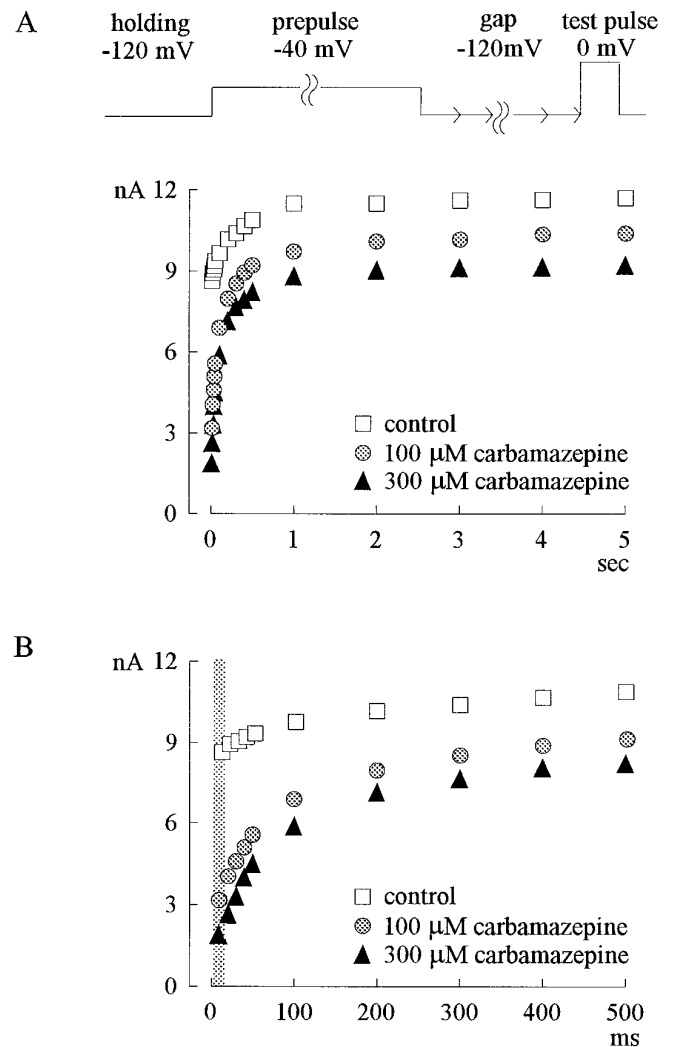 A
holding prepulse gap test pulse
-120 mV -40 mV -120mV 0 mV
nA 12
9
6
3
0
control
100 μM carbamazepine
300 μM carbamazepine
0 1 2 3 4 5
sec
B
nA 12
9
6
3
0
control
100 μM carbamazepine
300 μM carbamazepine
0 100 200 300 400 500
ms